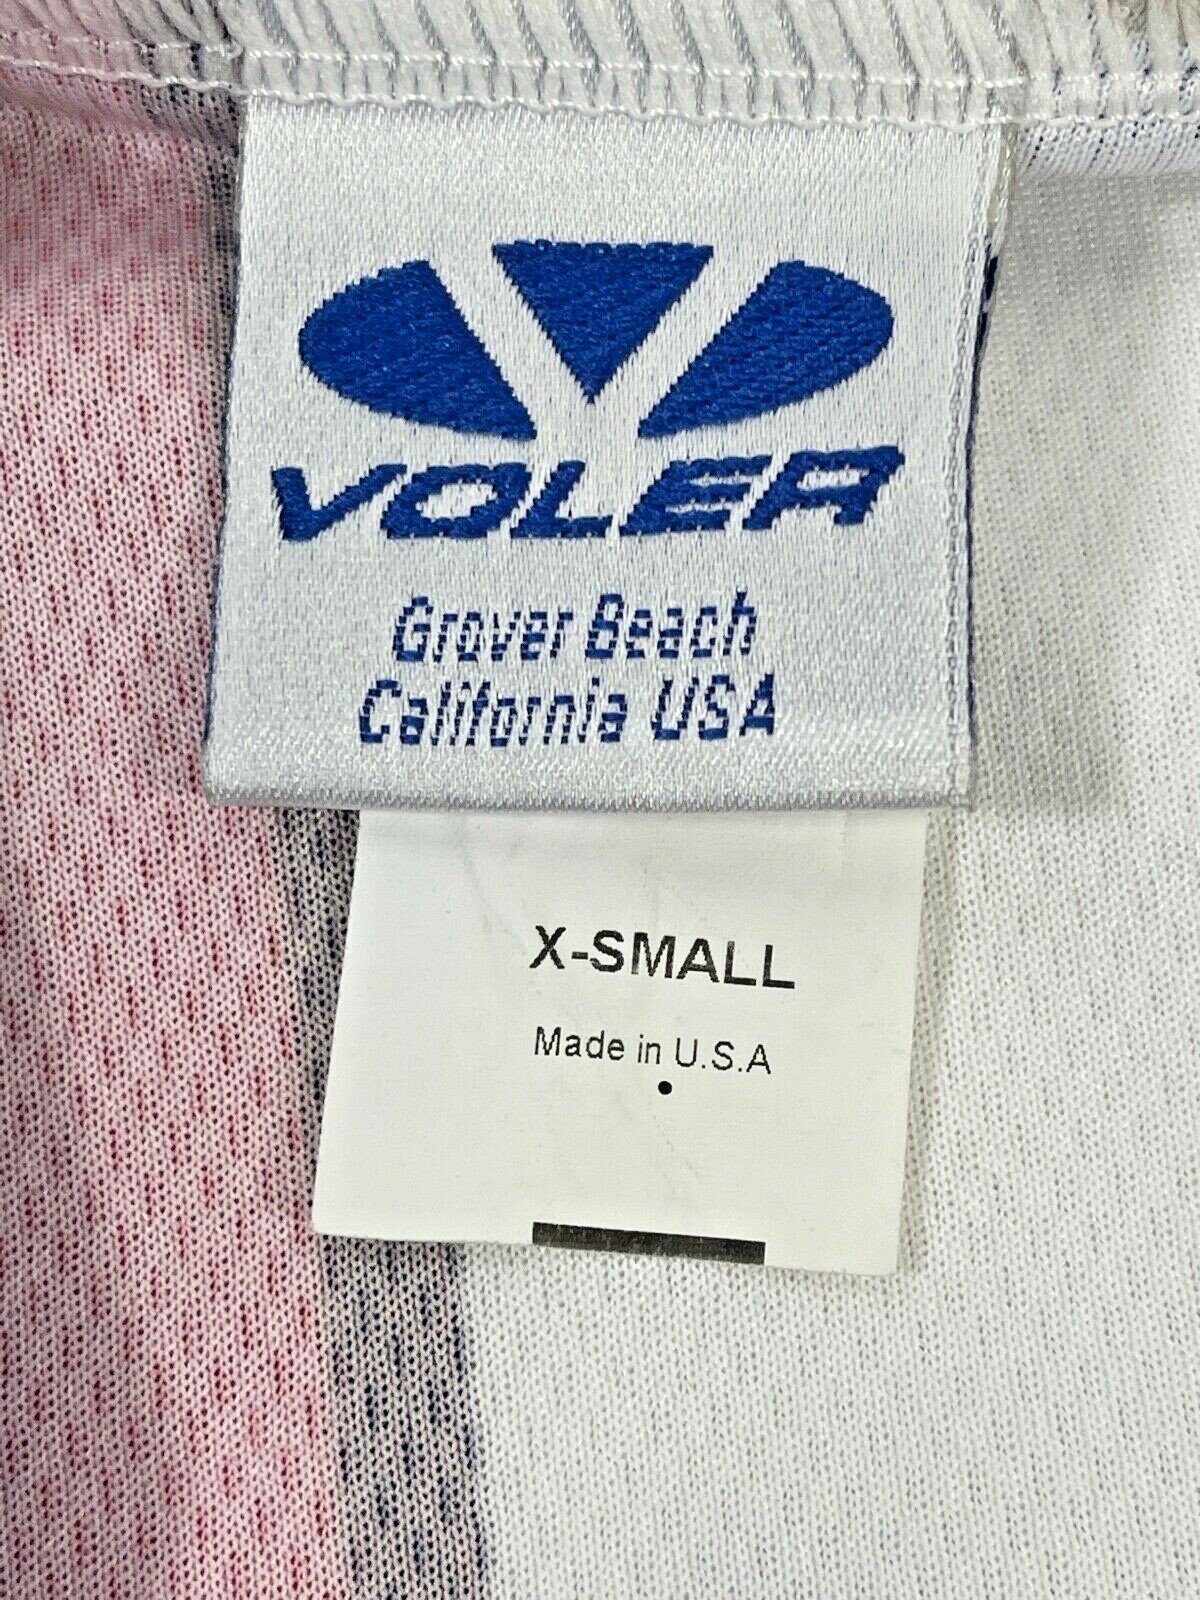 VOLER
Grover Beach
California USA
X-SMALL
Made in U.S.A